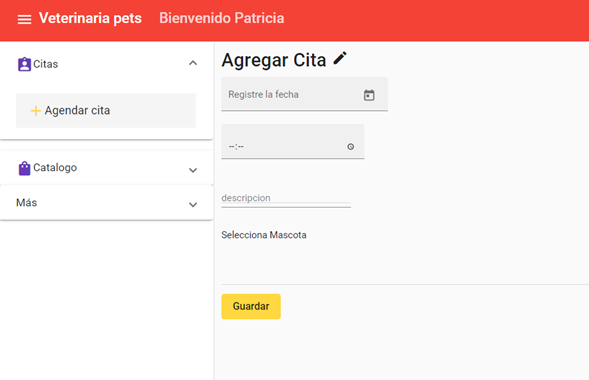 Veterinaria pets Bienvenido Patricia
Citas
Agendar cita
Catalogo
Más
Agregar Cita
Registre la fecha
--:--
descripcion
Selecciona Mascota
Guardar